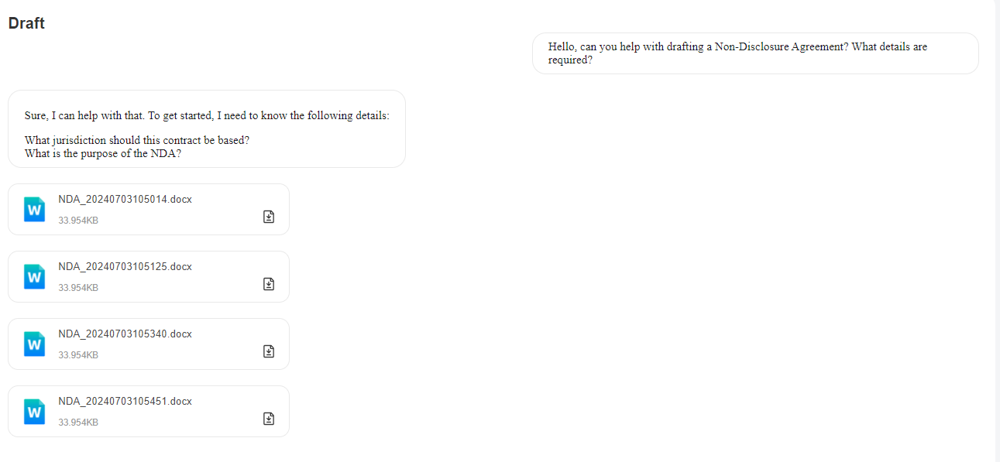 Draft
Hello, can you help with drafting a Non-Disclosure Agreement? What details are
required?
Sure, I can help with that. To get started, I need to know the following details:
What jurisdiction should this contract be based?
What is the purpose of the NDA?
W
NDA_20240703105014.docx
33.954KB
W
NDA_20240703105125.docx
33.954KB
W
NDA_20240703105340.docx
33.954KB
W
NDA_20240703105451.docx
33.954KB